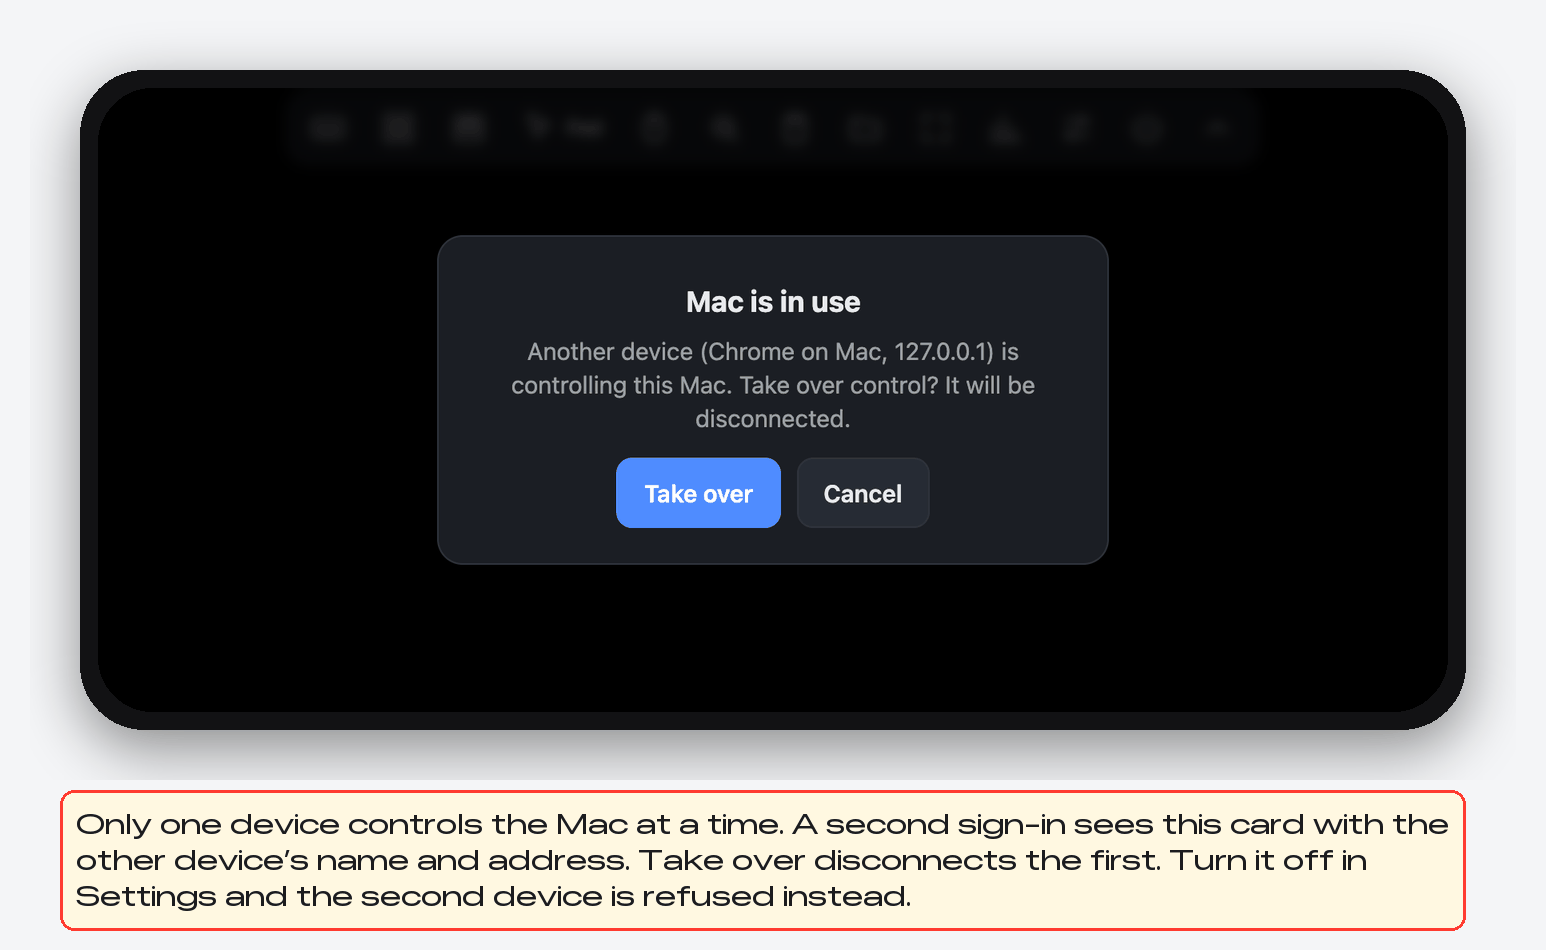 Mac is in use
Another device (Chrome on Mac, 127.0.0.1) is
controlling this Mac. Take over control? It will be
disconnected.
Take over
Cancel
Only one device controls the Mac at a time. A second sign-in sees this card with the
other device’s name and address. Take over disconnects the first. Turn it off in
Settings and the second device is refused instead.